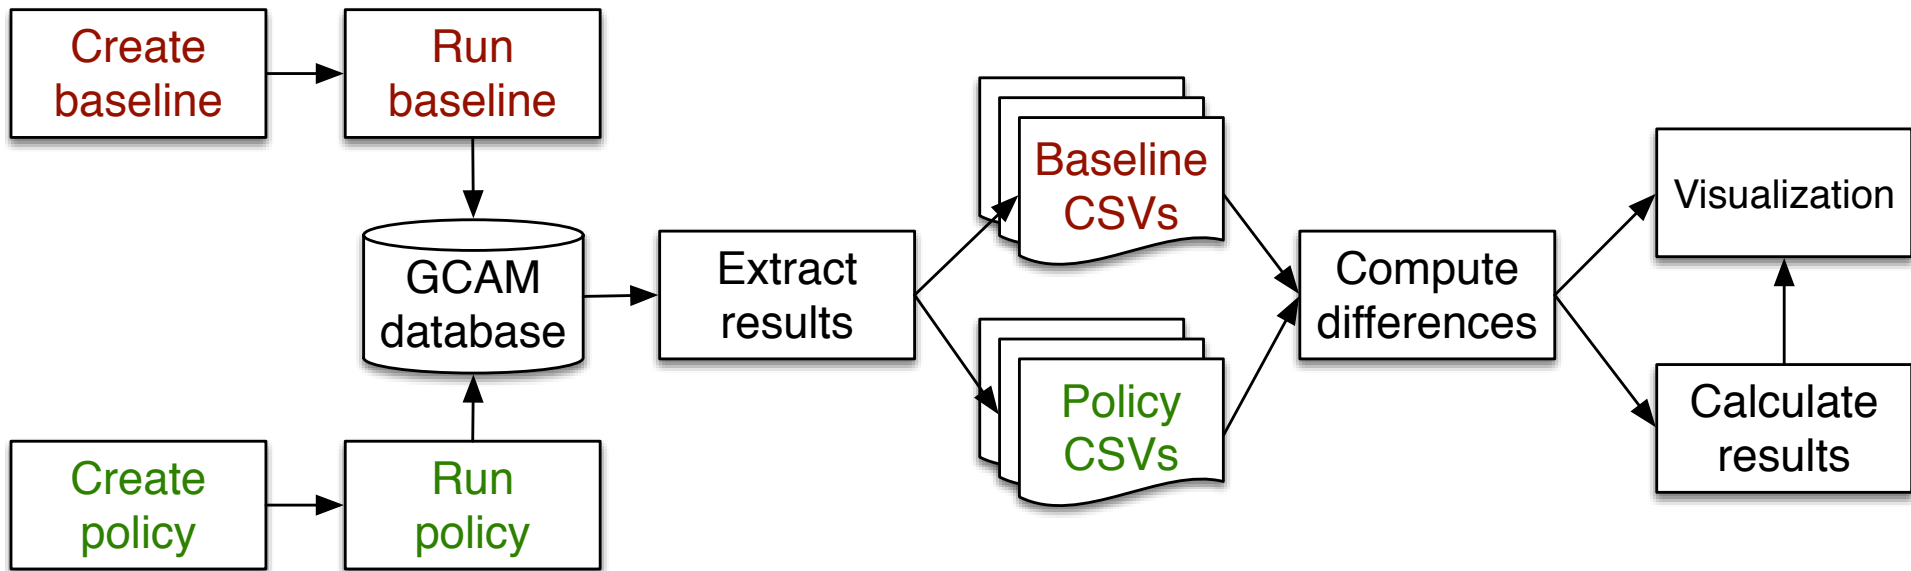 Create
baseline
Run
baseline
GCAM
database
Create
policy
Run
policy
Extract
results
Baseline
CSVs
Policy
CSVs
Compute
differences
Visualization
Calculate
results